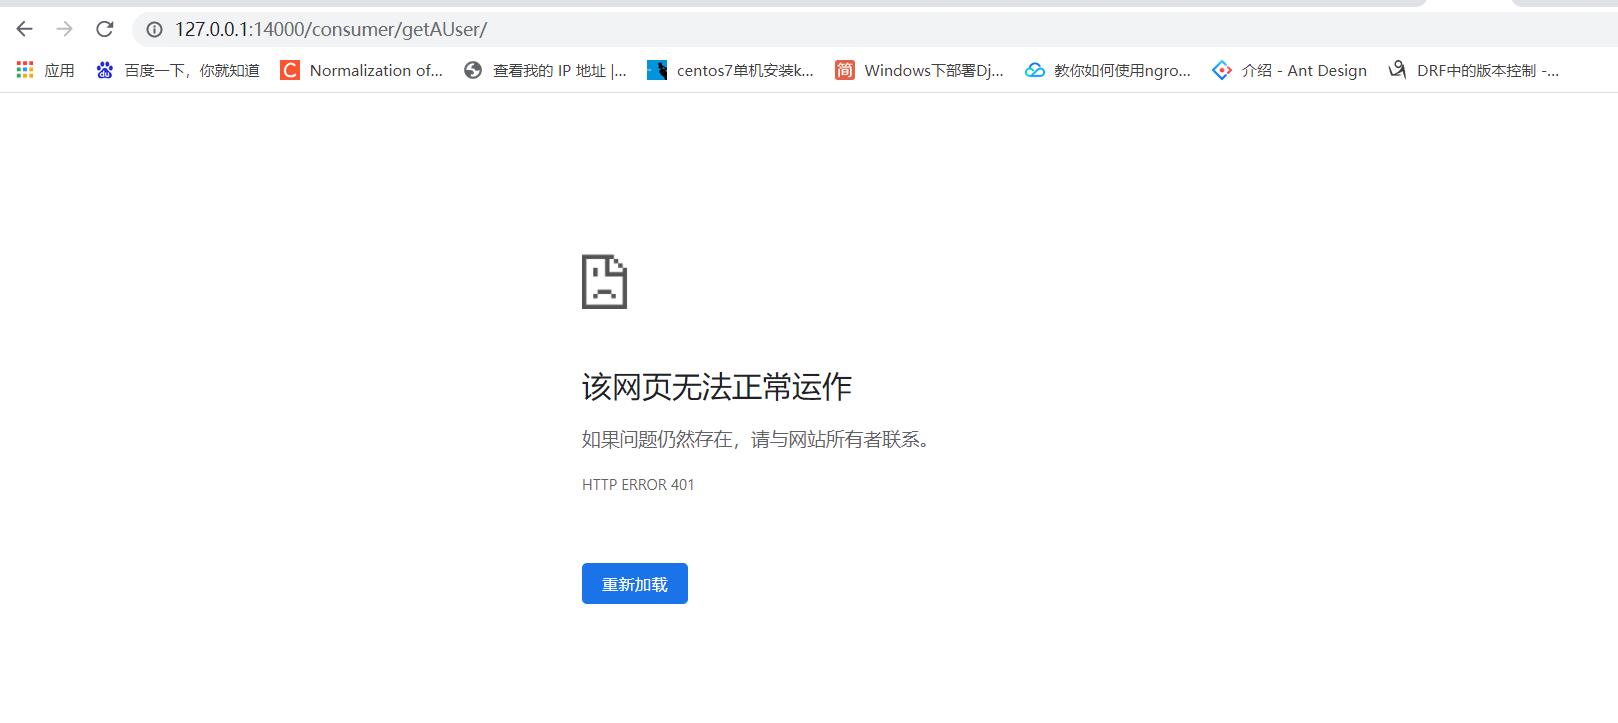 127.0.0.1:14000/consumer/getAUser/
应用 百度一下，你就知道 Normalization of... 查看我的 IP 地址 |... centos7单机安装k... 简 Windows下部署Dj... 教你如何使用ngro... 介绍 - Ant Design DRF中的版本控制 -...
该网页无法正常运作
如果问题仍然存在，请与网站所有者联系。
HTTP ERROR 401
重新加载